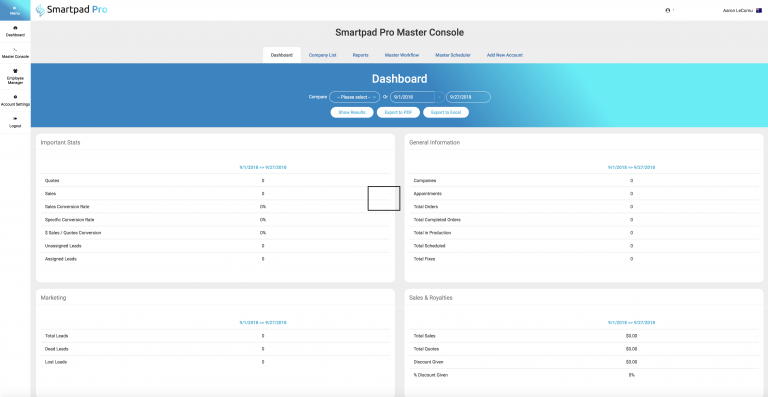 Menu
Smartpad Pro
Aaron LeCornu
Dashboard
Master Console
Employee
Manager
Account Settings
Logout
Smartpad Pro Master Console
Dashboard Company List Reports Master Workflow Master Scheduler Add New Account
Dashboard
Compare -- Please select -- Or 9/1/2018 - 9/27/2018
Show Results Export to PDF Export to Excel
Important Stats
9/1/2018 => 9/27/2018
Quotes 0
Sales 0
Sales Conversion Rate 0%
Specific Conversion Rate 0%
$ Sales / Quotes Conversion 0%
Unassigned Leads 0
Assigned Leads 0
General Information
9/1/2018 => 9/27/2018
Companies 0
Appointments 0
Total Orders 0
Total Completed Orders 0
Total in Production 0
Total Scheduled 0
Total Fixes 0
Marketing
9/1/2018 => 9/27/2018
Total Leads 0
Dead Leads 0
Lost Leads 0
Sales & Royalties
9/1/2018 => 9/27/2018
Total Sales $0.00
Total Quotes $0.00
Discount Given $0.00
% Discount Given 0%